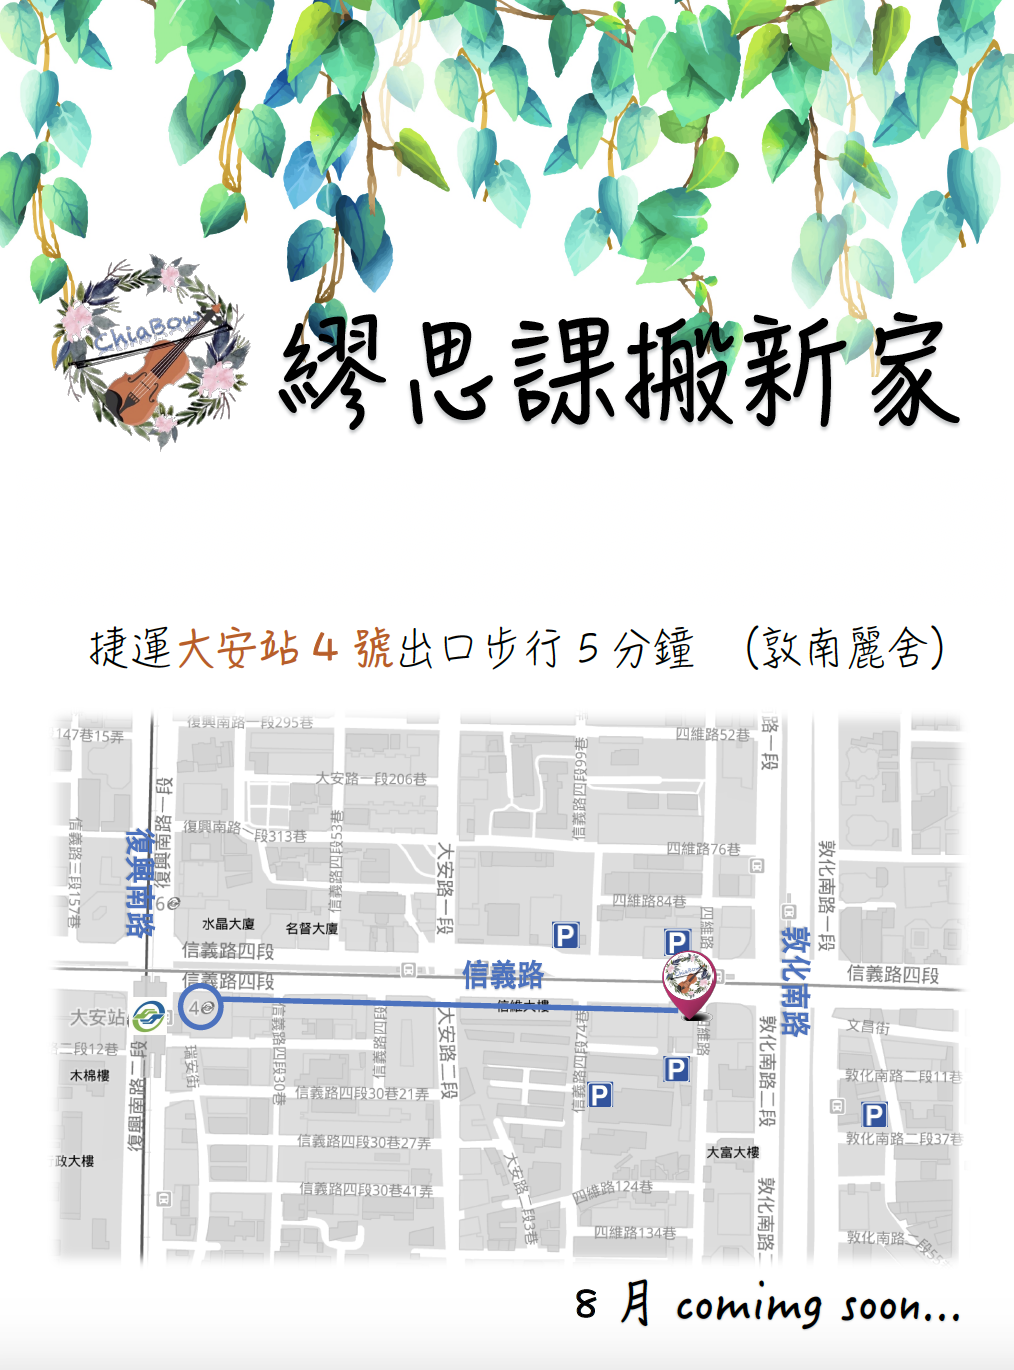 ChiaBow
繆思課搬新家
捷運大安站4號出口步行5分鐘 (敦南麗舍)
復興南路一段295巷
147巷15弄
四維路52巷
路一段
大安路一段206巷
信義路四段99巷
復興南路一段
信義路三段157巷
復興南路一段313巷
信義路四段53巷
復興南路
大安路一段
四維路76巷
敦化南路一段
四維路84巷
四維路
6
水晶大廈
名督大廈
P
P
敦化南路
信義路四段
信義路
信義路四段
信義路四段
ChiaBow
大安站
4
信維大樓
信義路四段30巷
信義路四段
大安路二段
信義路四段74巷
四維路
敦化南路二段
文昌街
二段12巷
瑞安街
復興南路二段
木棉樓
P
P
敦化南路二段11巷
信義路四段30巷21弄
P
敦化南路二段37巷
信義路四段30巷27弄
大富大樓
政大樓
大安路二段3巷
信義路四段30巷41弄
四維路124巷
敦化南路二
四維路134巷
敦化南路二段55
8月 comimg soon...